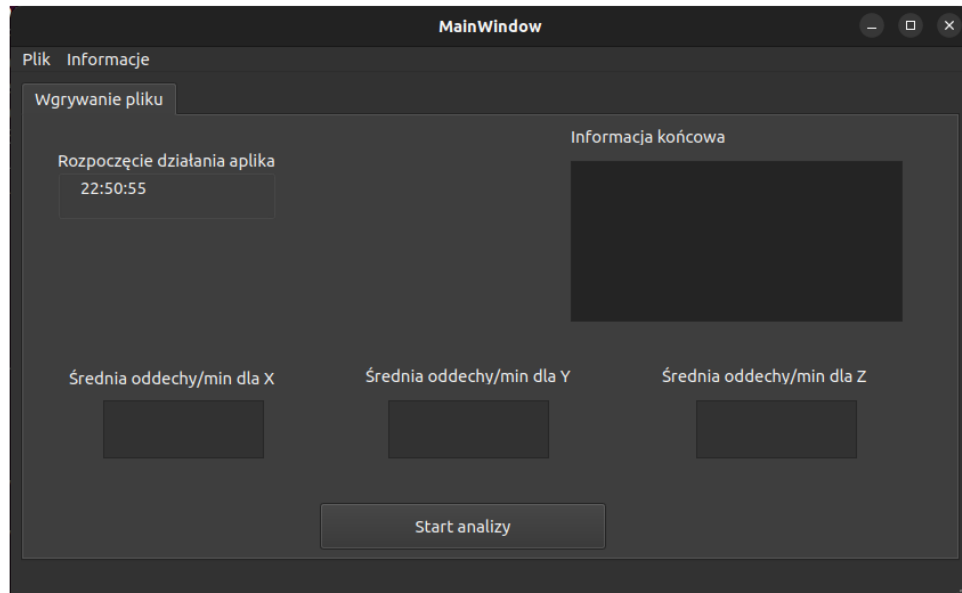 MainWindow
Plik Informacje
Wgrywanie pliku
Informacja końcowa
Rozpoczęcie działania aplika
22:50:55
Średnia oddechy/min dla X
Średnia oddechy/min dla Y
Średnia oddechy/min dla Z
Start analizy